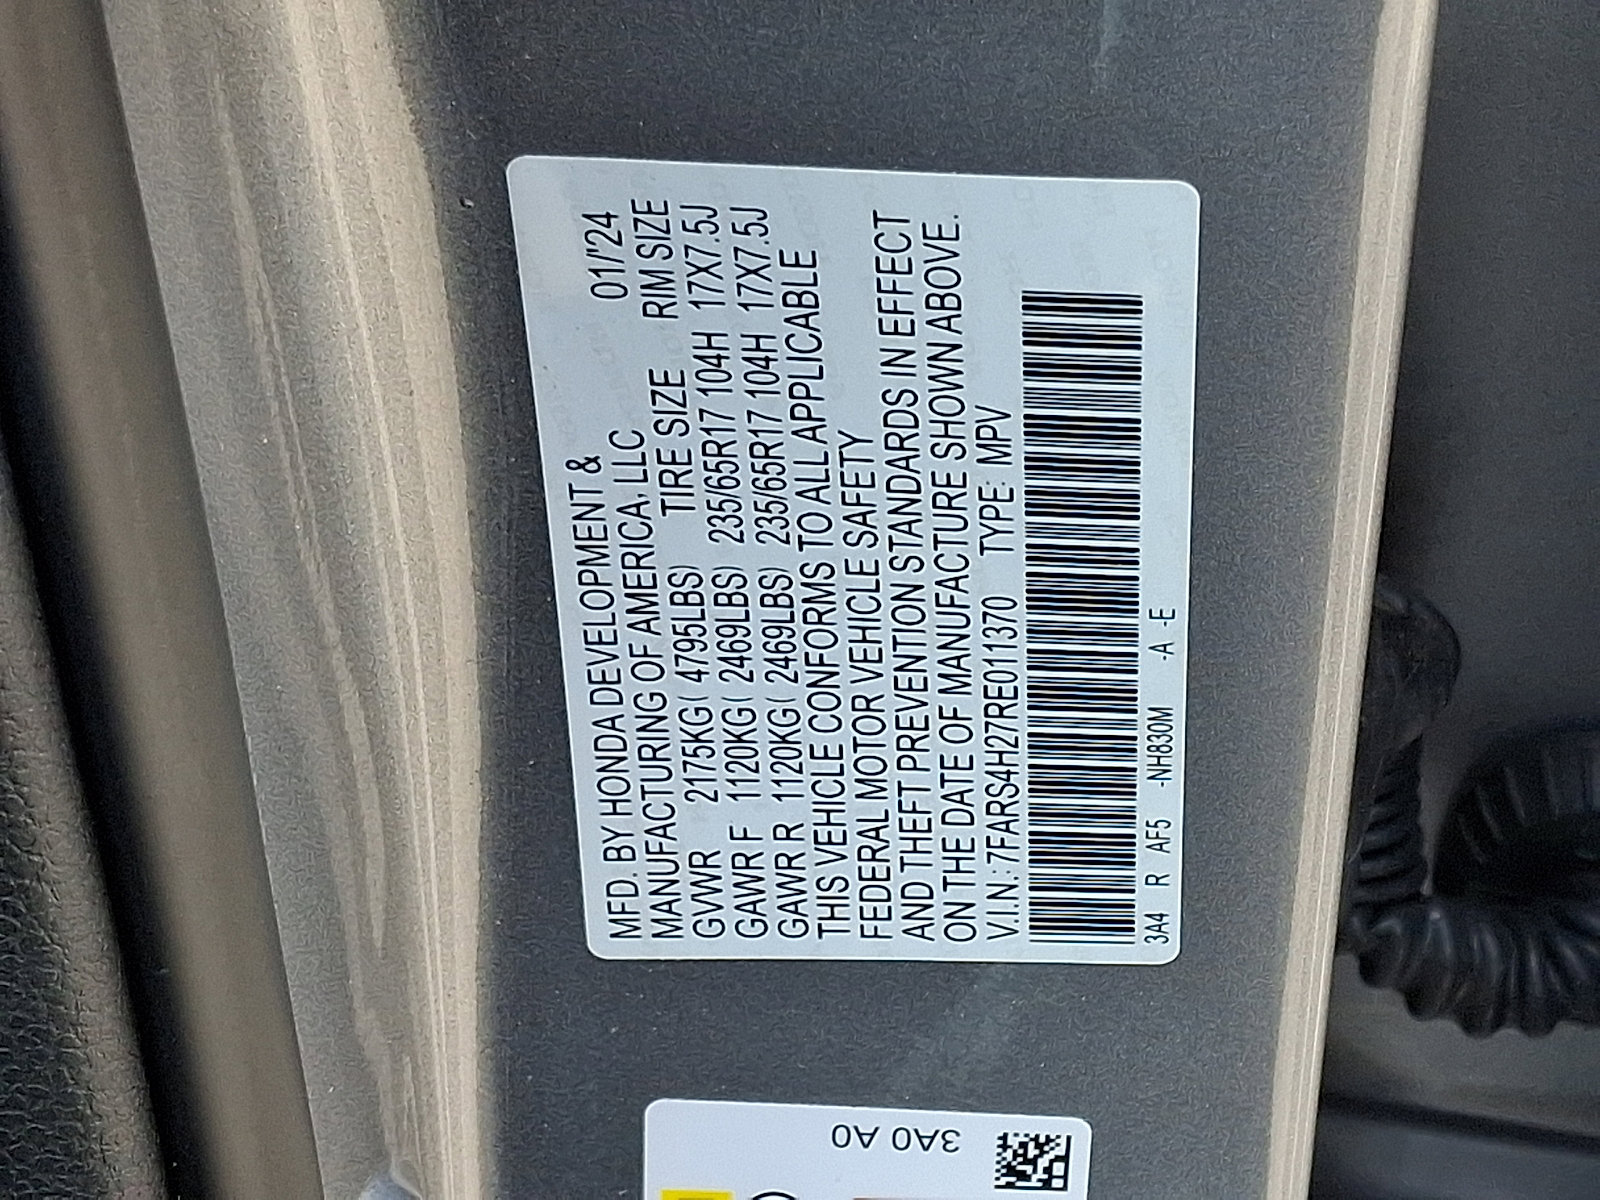 MFD. BY HONDA DEVELOPMENT &
MANUFACTURING OF AMERICA, LLC 01/'24
GVWR 2175KG( 4795LBS) TIRE SIZE RIM SIZE
GAWR F 1120KG( 2469LBS) 235/65R17 104H 17X7.5J
GAWR R 1120KG( 2469LBS) 235/65R17 104H 17X7.5J
THIS VEHICLE CONFORMS TO ALL APPLICABLE
FEDERAL MOTOR VEHICLE SAFETY
AND THEFT PREVENTION STANDARDS IN EFFECT
ON THE DATE OF MANUFACTURE SHOWN ABOVE.
V.I.N.: 7FARS4H27RE011370 TYPE: MPV
3A4 R AF5 -NH830M -A -E
3A0 A0